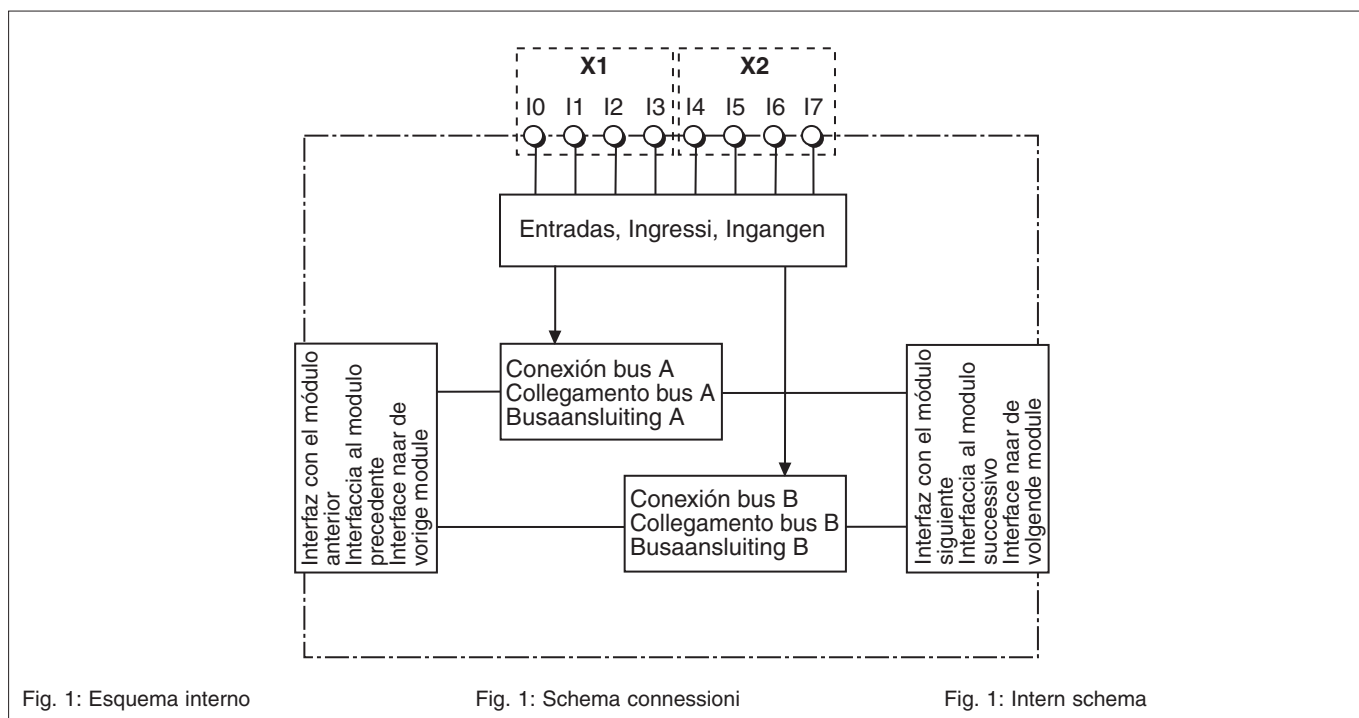 X1 X2
I0 I1 I2 I3 I4 I5 I6 I7
Entradas, Ingressi, Ingangen
Interfaz con el módulo
anterior
Interfaccia al modulo
precedente
Interface naar de
vorige module
Conexión bus A
Collegamento bus A
Busaansluiting A
Conexión bus B
Collegamento bus B
Busaansluiting B
Interfaz con el módulo
siguiente
Interfaccia al modulo
successivo
Interface naar de
volgende module
Fig. 1: Esquema interno
Fig. 1: Schema connessioni
Fig. 1: Intern schema